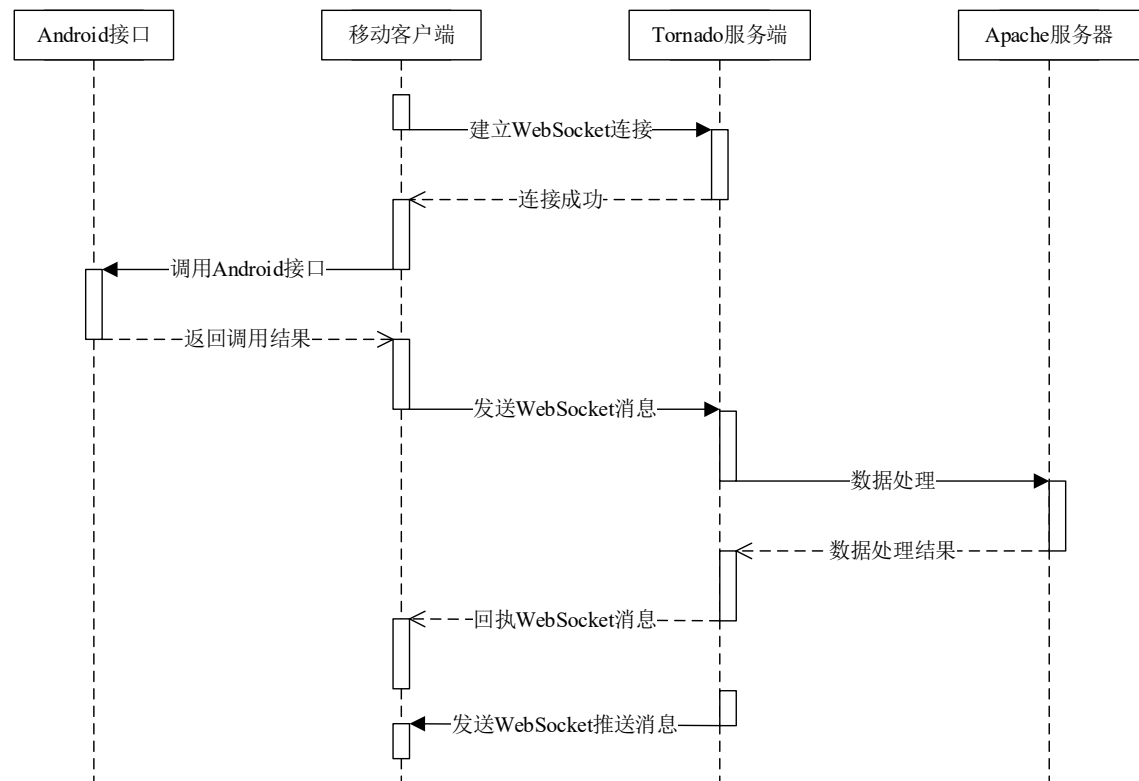 Android接口
移动客户端
Tornado服务端
Apache服务器
建立WebSocket连接
连接成功
调用Android接口
返回调用结果
发送WebSocket消息
数据处理
数据处理结果
回执WebSocket消息
发送WebSocket推送消息